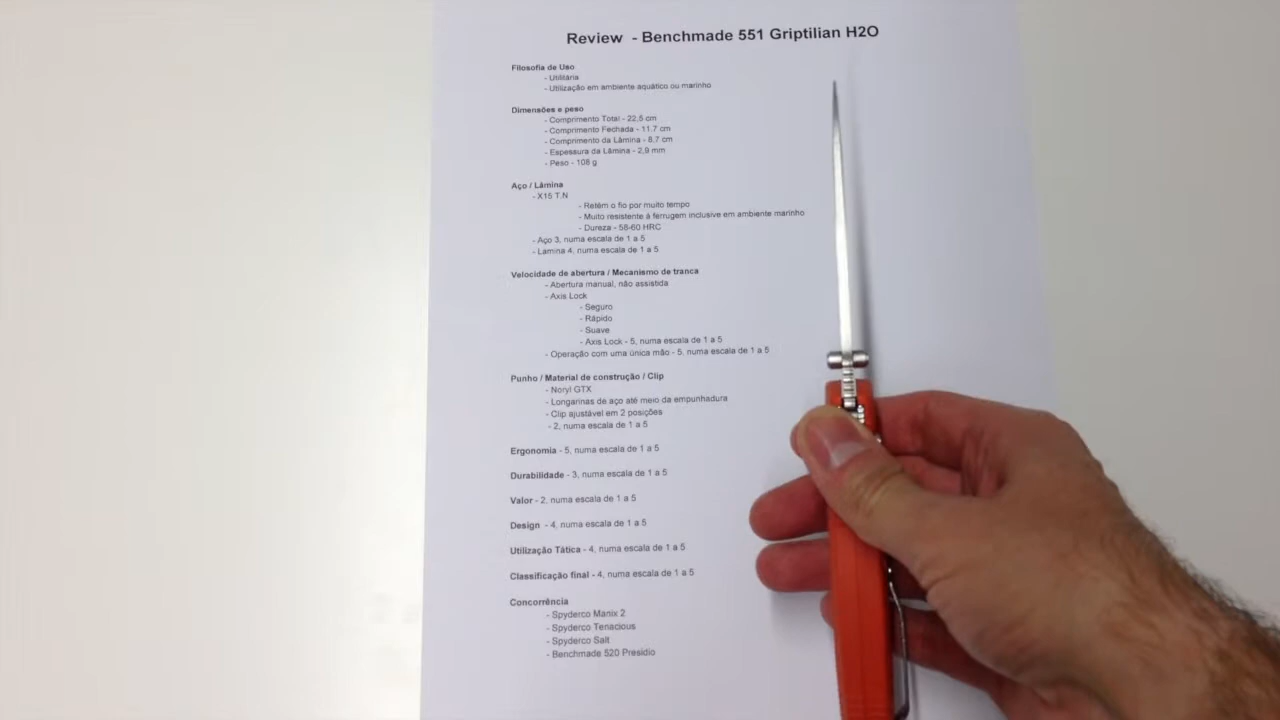 Review - Benchmade 551 Griptilian H2O
Filosofia de Uso
- Utilitária
- Utilização em ambiente aquático ou marinho
Dimensões e peso
- Comprimento Total - 22,5 cm
- Comprimento Fechada - 11.7 cm
- Comprimento da Lâmina - 8,7 cm
- Espessura da Lâmina - 2,9 mm
- Peso - 108 g
Aço / Lâmina
- X15 T.N
- Retêm o fio por muito tempo
- Muito resistente à ferrugem inclusive em ambiente marinho
- Dureza - 58-60 HRC
- Aço 3, numa escala de 1 a 5
- Lamina 4, numa escala de 1 a 5
Velocidade de abertura / Mecanismo de tranca
- Abertura manual, não assistida
- Axis Lock
- Seguro
- Rápido
- Suave
- Axis Lock - 5, numa escala de 1 a 5
- Operação com uma única mão - 5, numa escala de 1 a 5
Punho / Material de construção / Clip
- Noryl GTX
- Longarinas de aço até meio da empunhadura
- Clip ajustável em 2 posições
- 2, numa escala de 1 a 5
Ergonomia - 5, numa escala de 1 a 5
Durabilidade - 3, numa escala de 1 a 5
Valor - 2, numa escala de 1 a 5
Design - 4, numa escala de 1 a 5
Utilização Tática - 4, numa escala de 1 a 5
Classificação final - 4, numa escala de 1 a 5
Concorrência
- Spyderco Manix 2
- Spyderco Tenacious
- Spyderco Salt
- Benchmade 520 Presidio